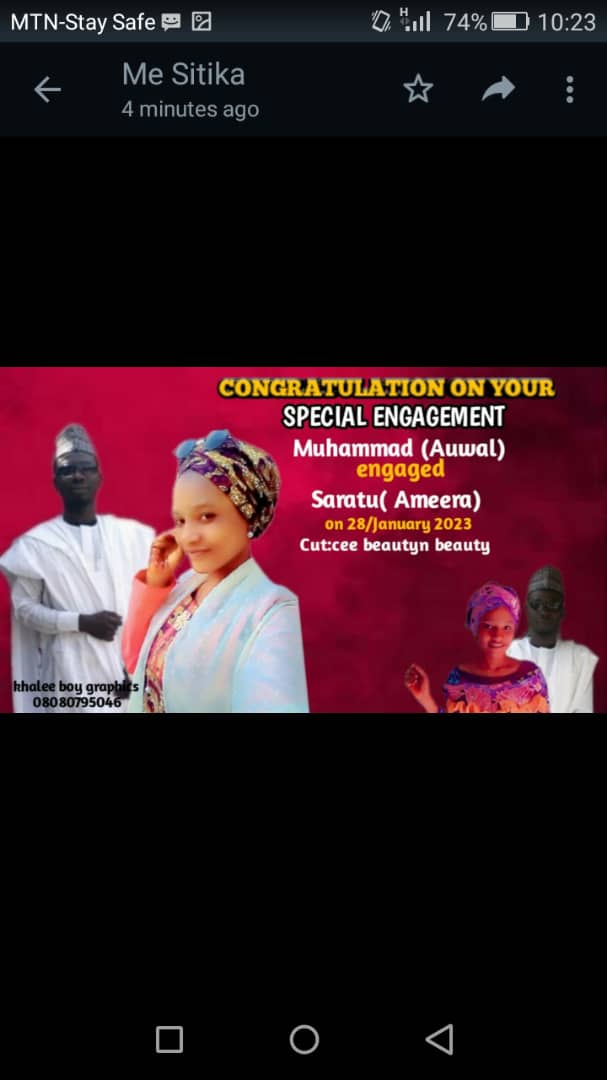 MTN-Stay Safe
H
74%
10:23
Me Sitika
4 minutes ago
CONGRATULATION ON YOUR
SPECIAL ENGAGEMENT
Muhammad (Auwal)
engaged
Saratu( Ameera)
on 28/January 2023
Cut:cee beautyn beauty
khalee boy graphics
08080795046